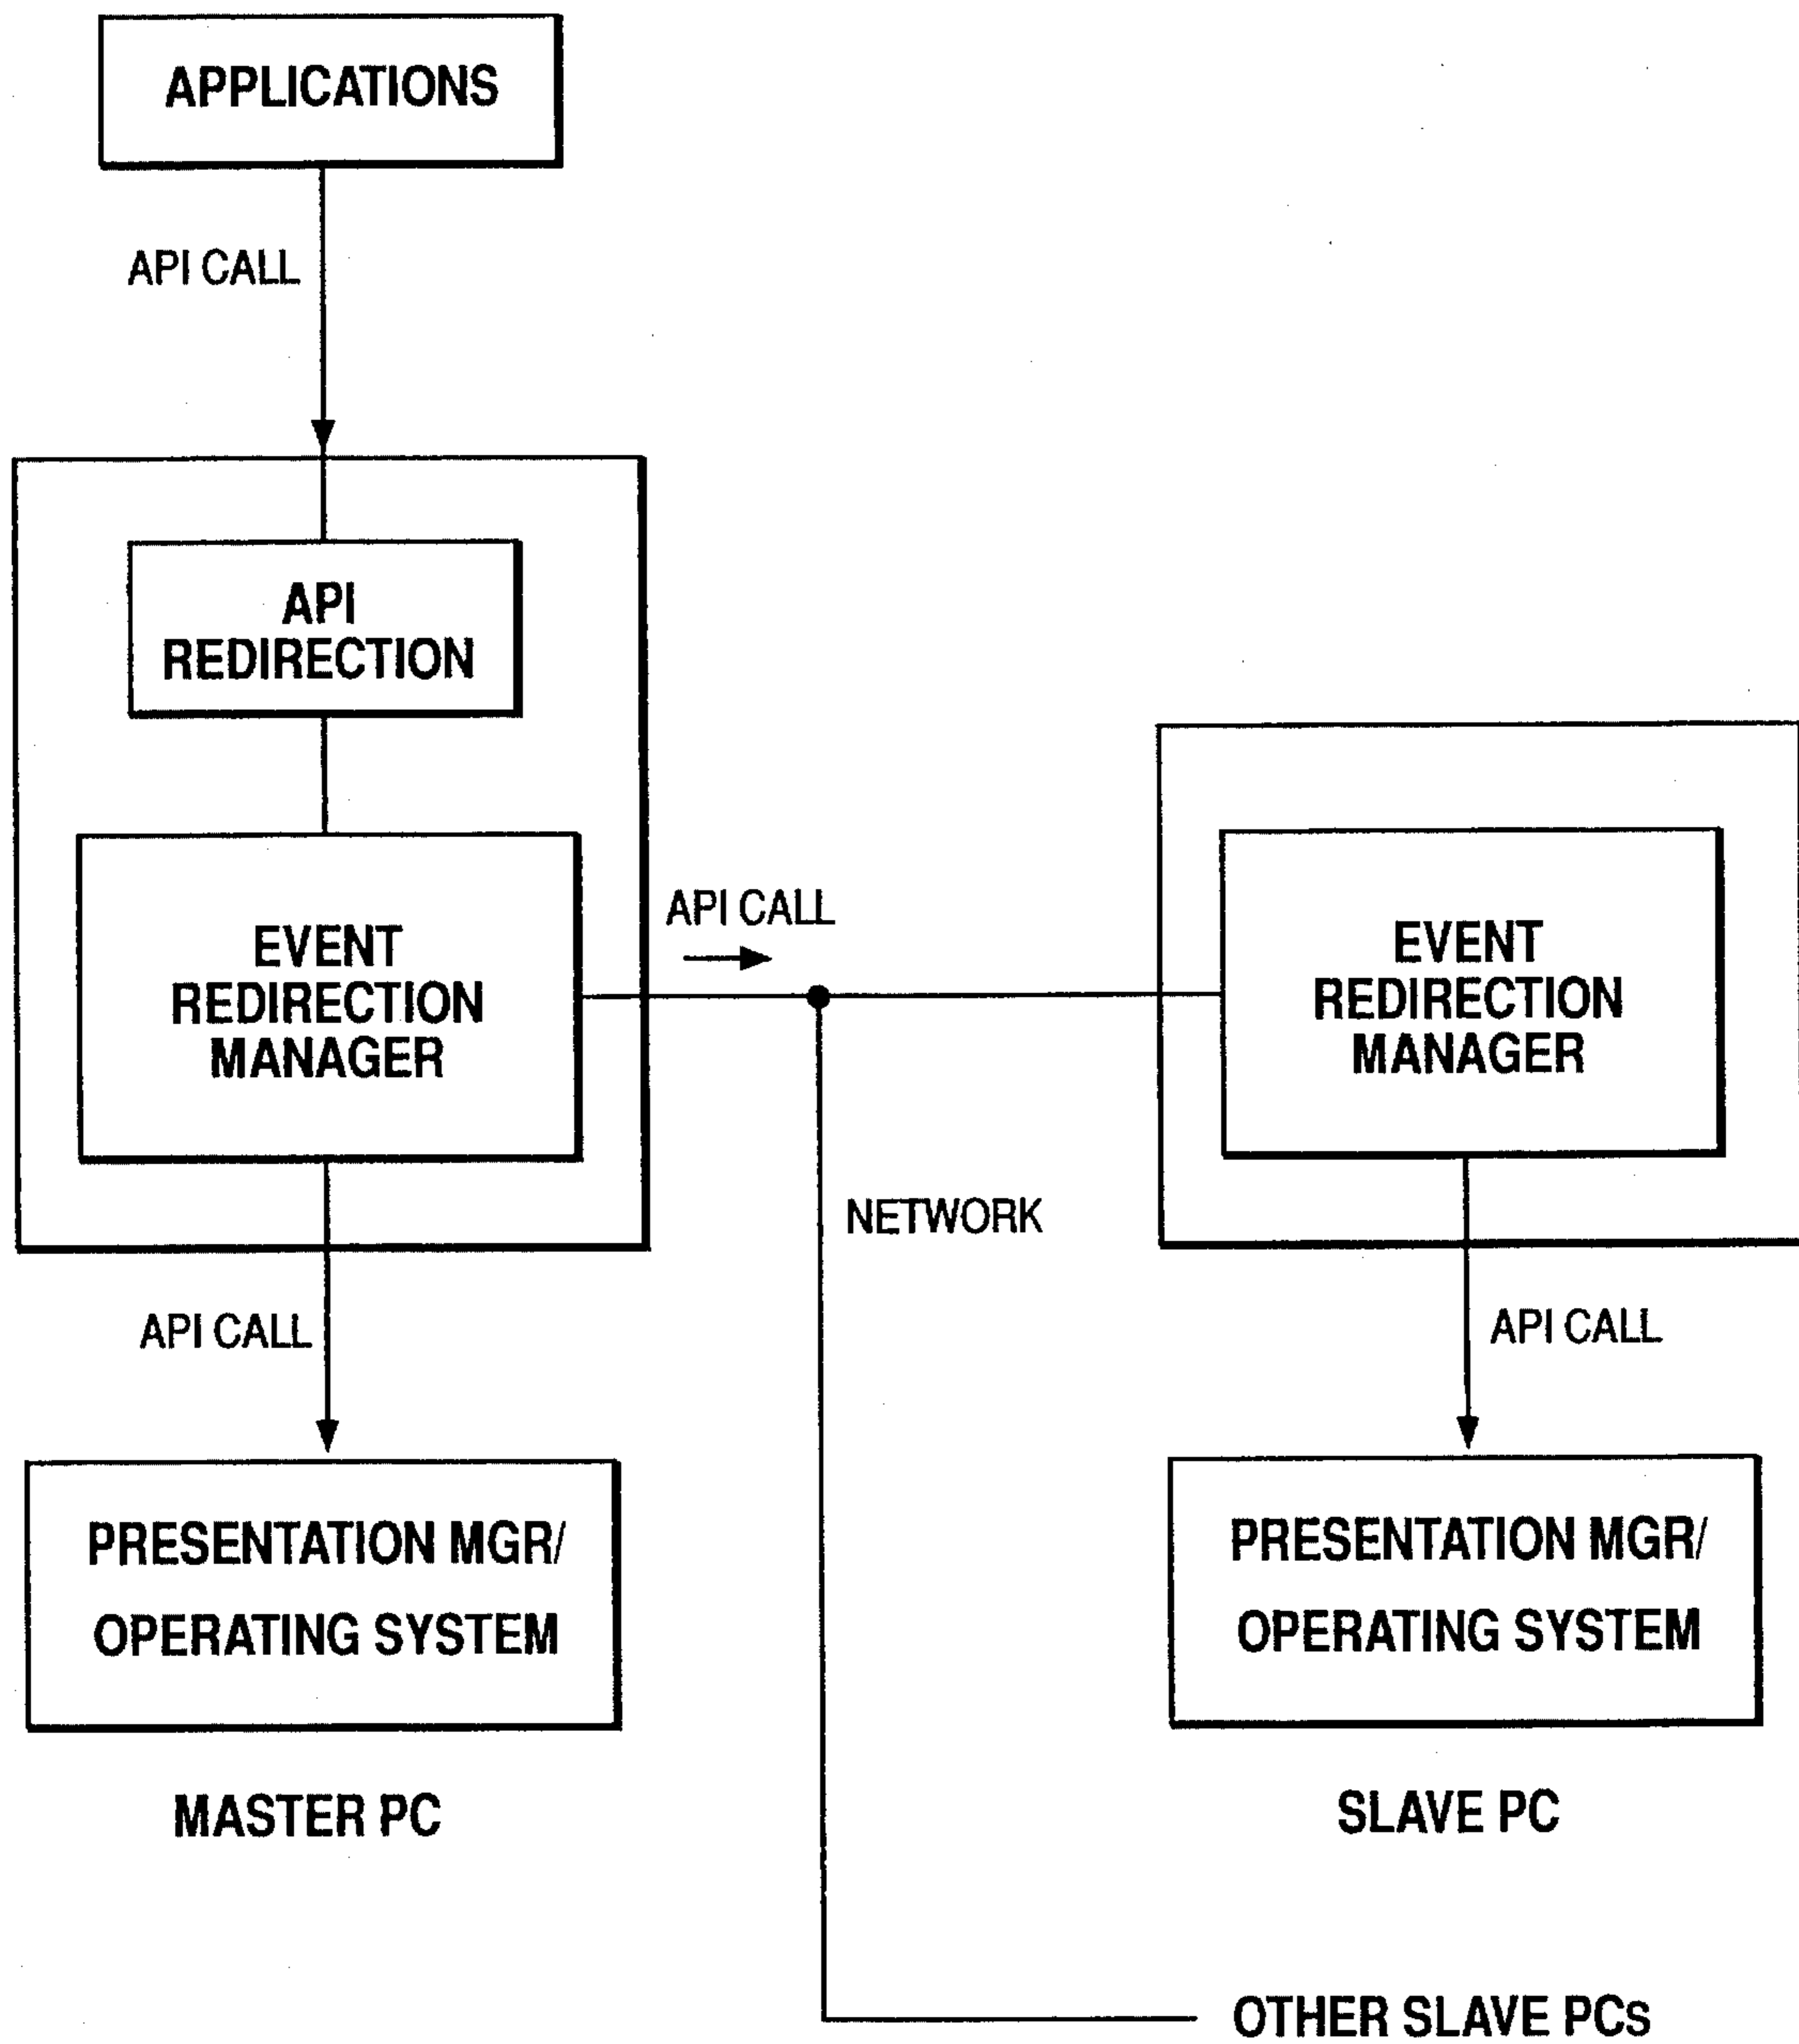 APPLICATIONS
API CALL
API
REDIRECTION
EVENT
REDIRECTION
MANAGER
API CALL
EVENT
REDIRECTION
MANAGER
NETWORK
API CALL
API CALL
PRESENTATION MGR/
OPERATING SYSTEM
PRESENTATION MGR/
OPERATING SYSTEM
MASTER PC
SLAVE PC
OTHER SLAVE PCs